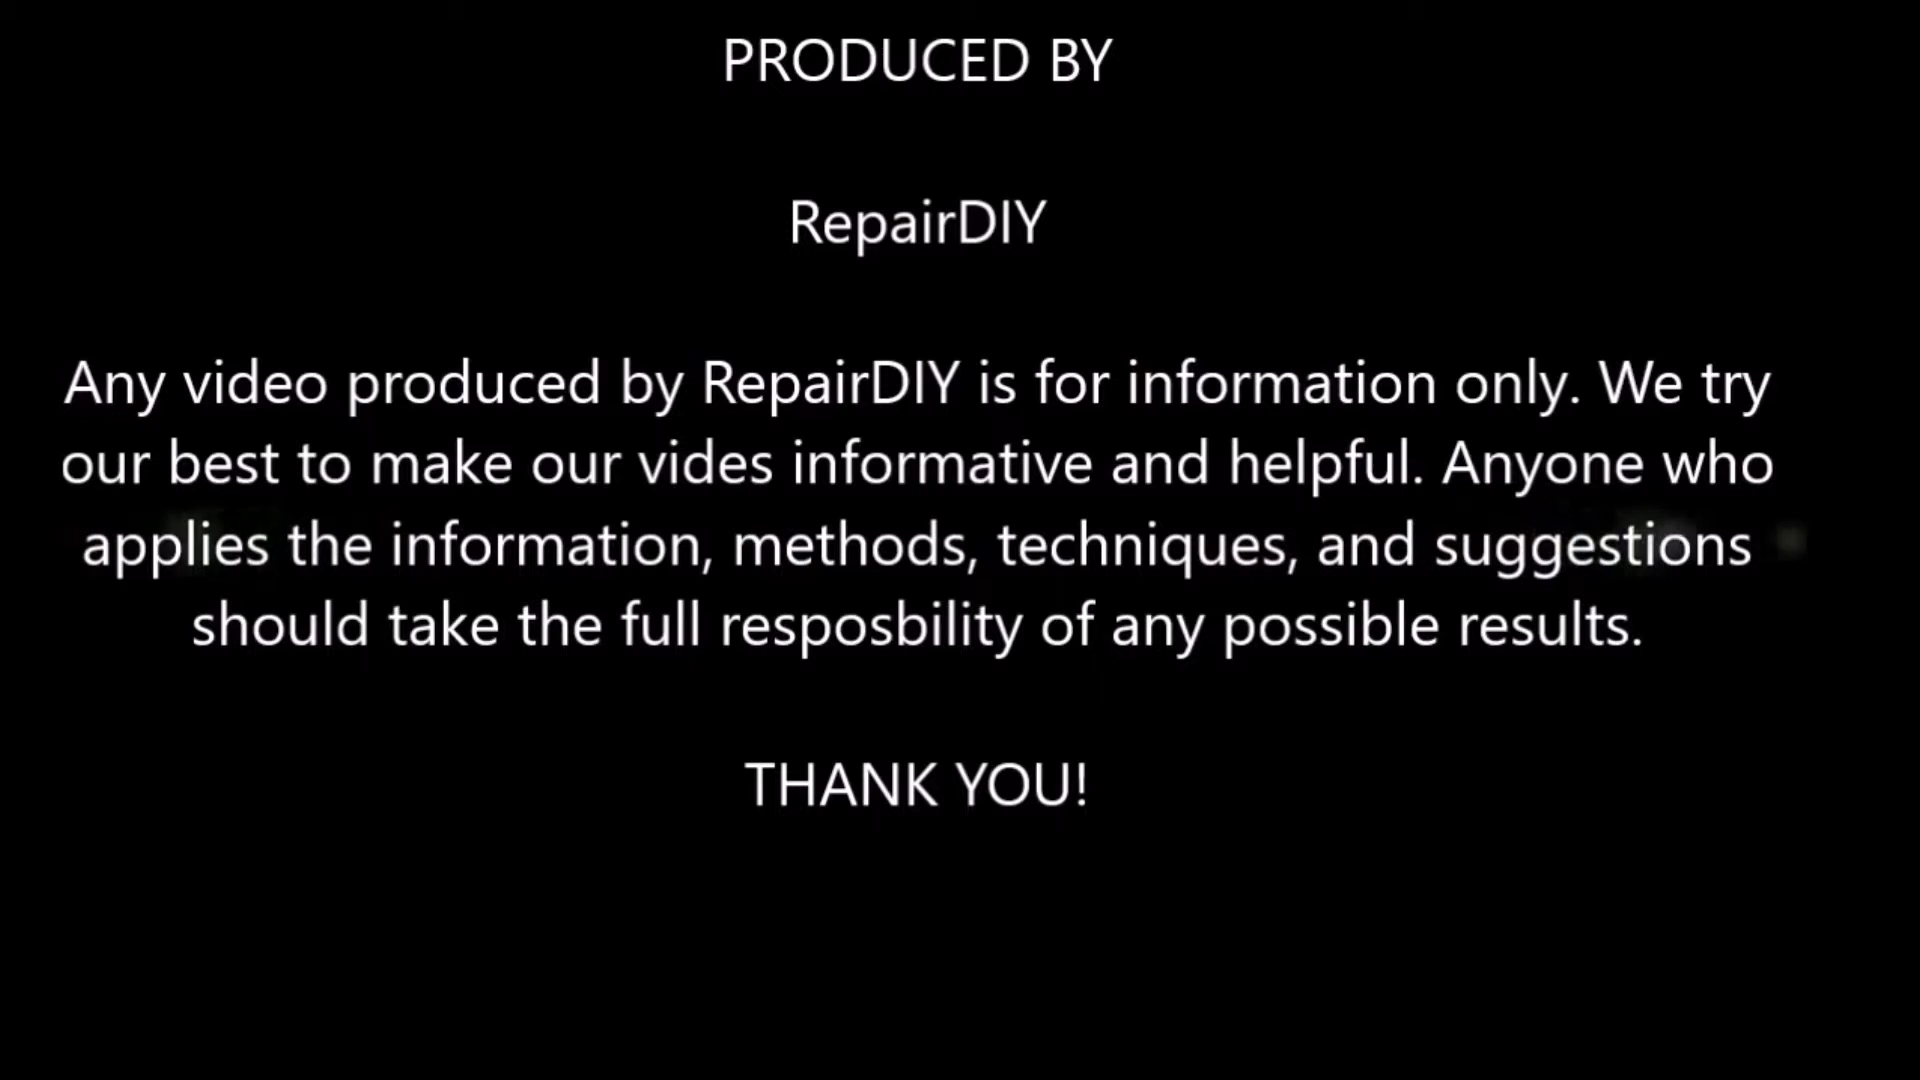 PRODUCED BY
RepairDIY
Any video produced by RepairDIY is for information only. We try
our best to make our vides informative and helpful. Anyone who
applies the information, methods, techniques, and suggestions
should take the full resposbility of any possible results.
THANK YOU!